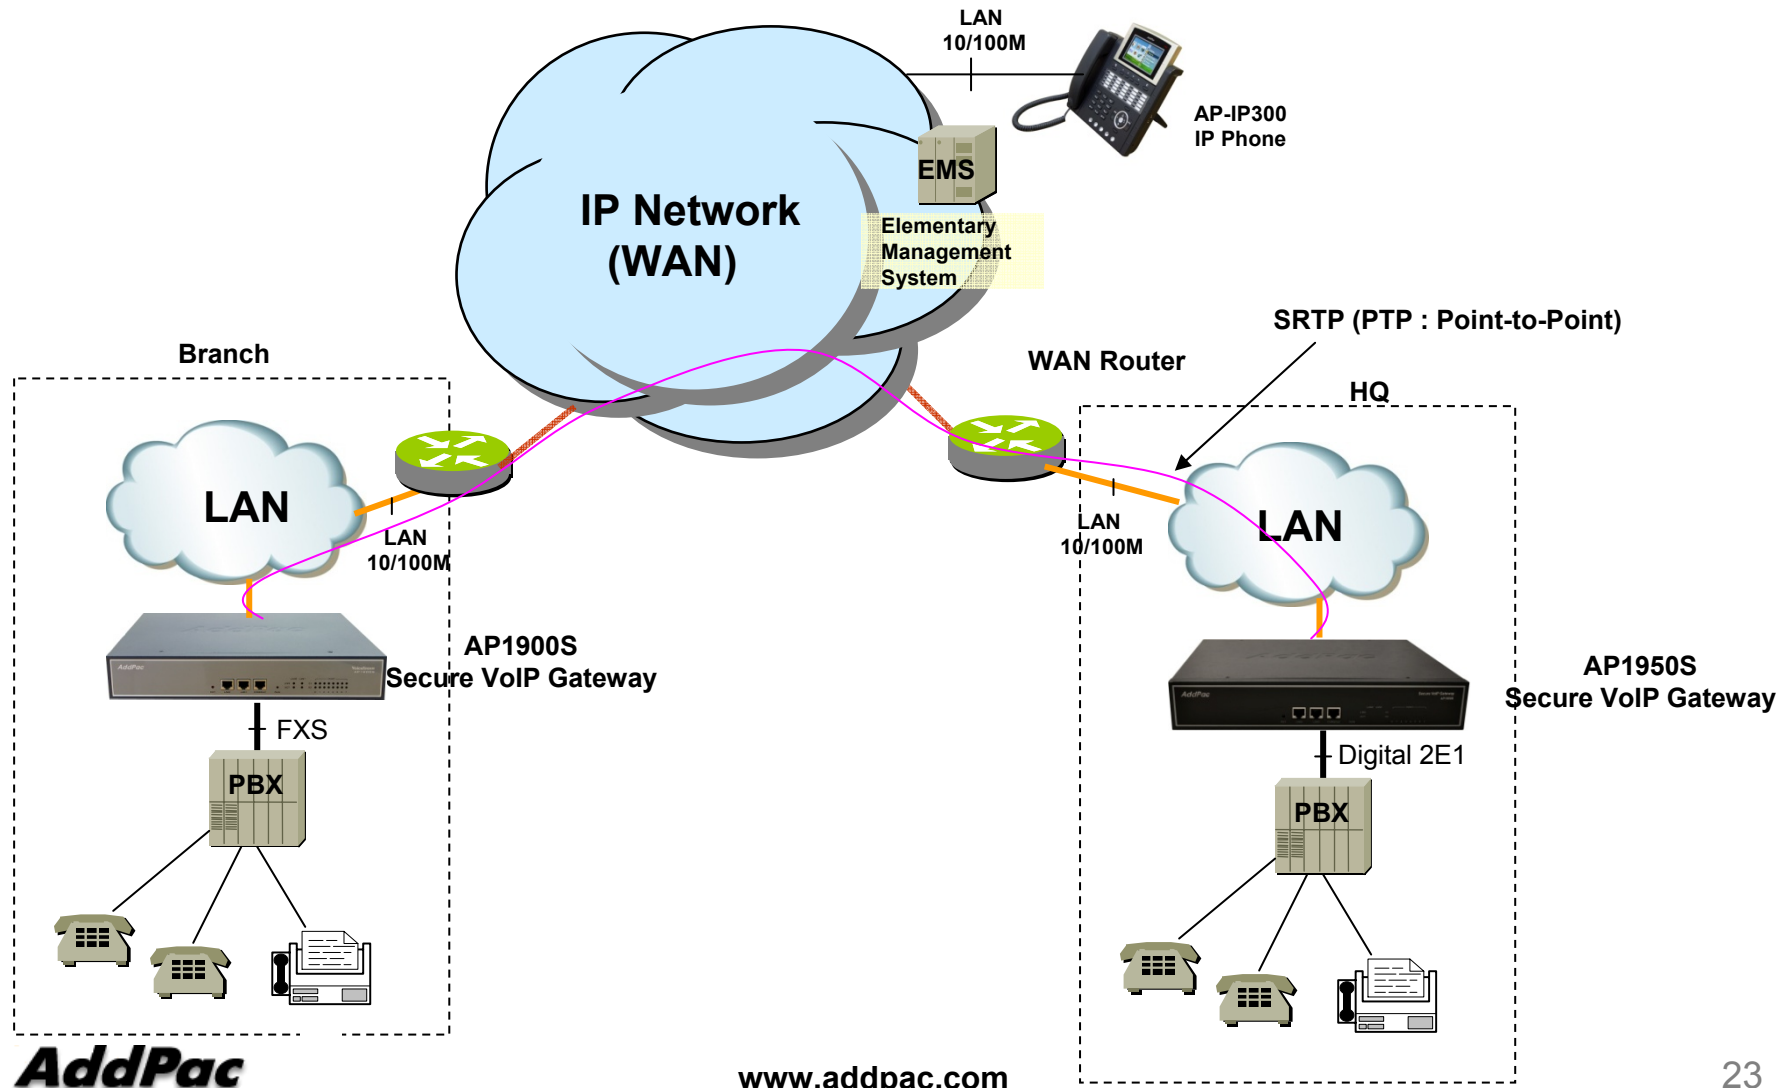 LAN
10/100M
AP-IP300
IP Phone
EMS
IP Network
(WAN)
Elementary
Management
System
SRTP (PTP : Point-to-Point)
Branch
WAN Router
HQ
LAN
LAN
10/100M
LAN
LAN
10/100M
AddPac
AP1900S
Secure VoIP Gateway
AddPac
AP1950S
Secure VoIP Gateway
FXS
Digital 2E1
PBX
PBX
AddPac
www.addpac.com
23